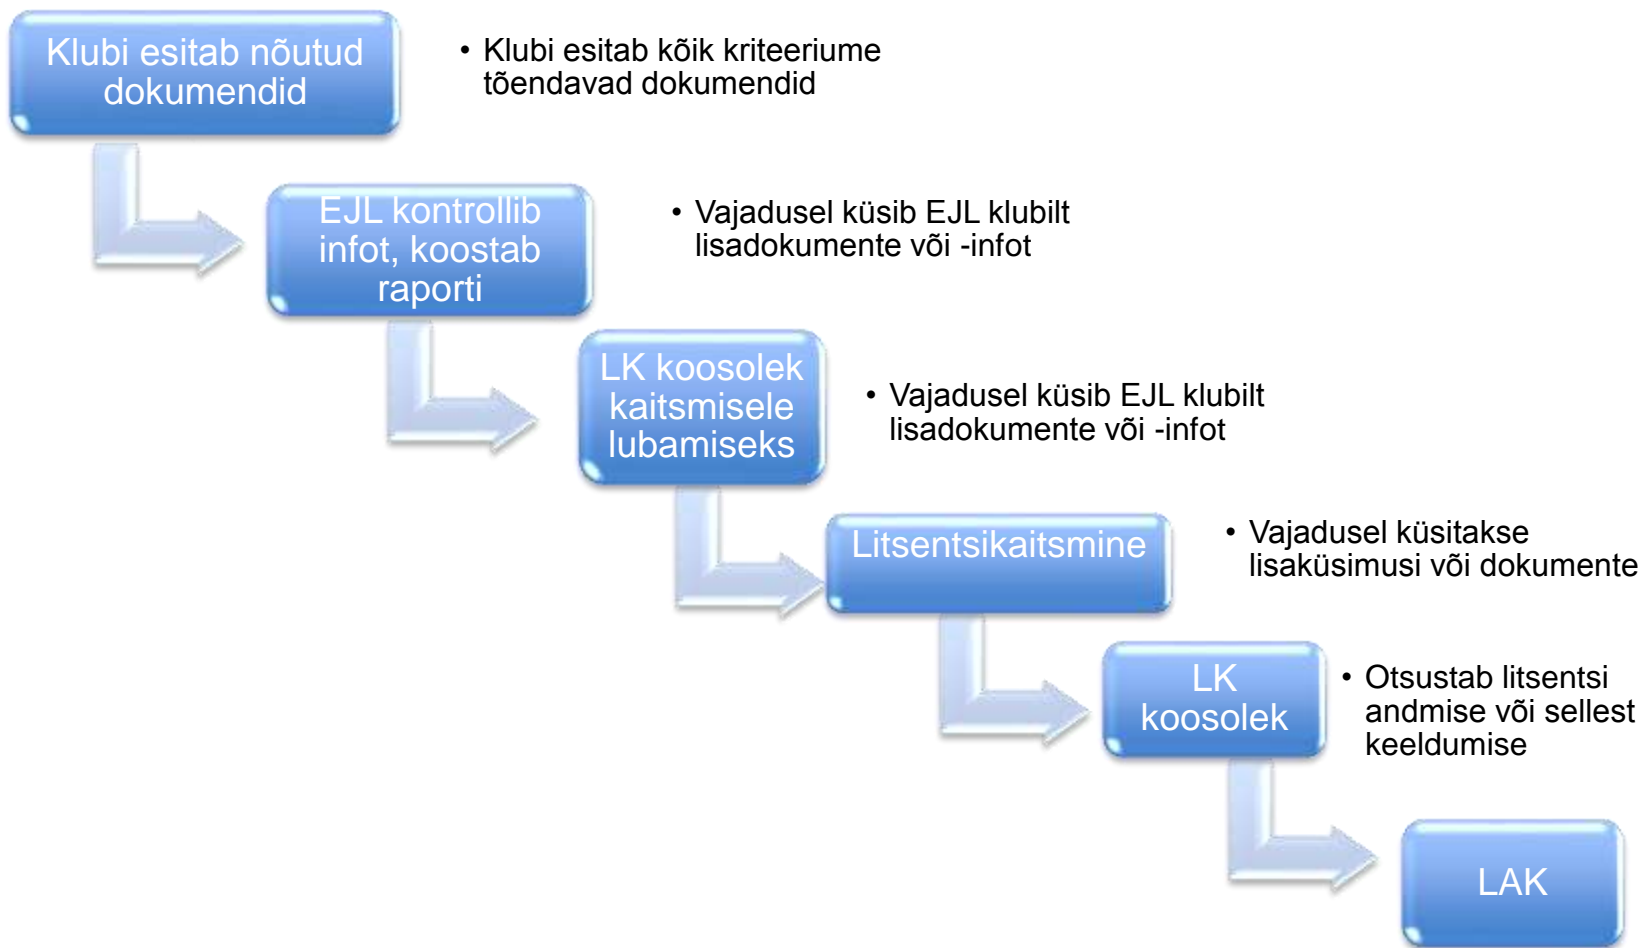 Klubi esitab nõutud
dokumendid
• Klubi esitab kõik kriteeriume
tõendavad dokumendid
EJL kontrollib
infot, koostab
raporti
• Vajadusel küsib EJL klubilt
lisadokumente või -infot
LK koosolek
kaitsmisele
lubamiseks
• Vajadusel küsib EJL klubilt
lisadokumente või -infot
Litsentsikaitsmine
• Vajadusel küsitakse
lisaküsimusi või dokumente
LK
koosolek
• Otsustab litsentsi
andmise või sellest
keeldumise
LAK